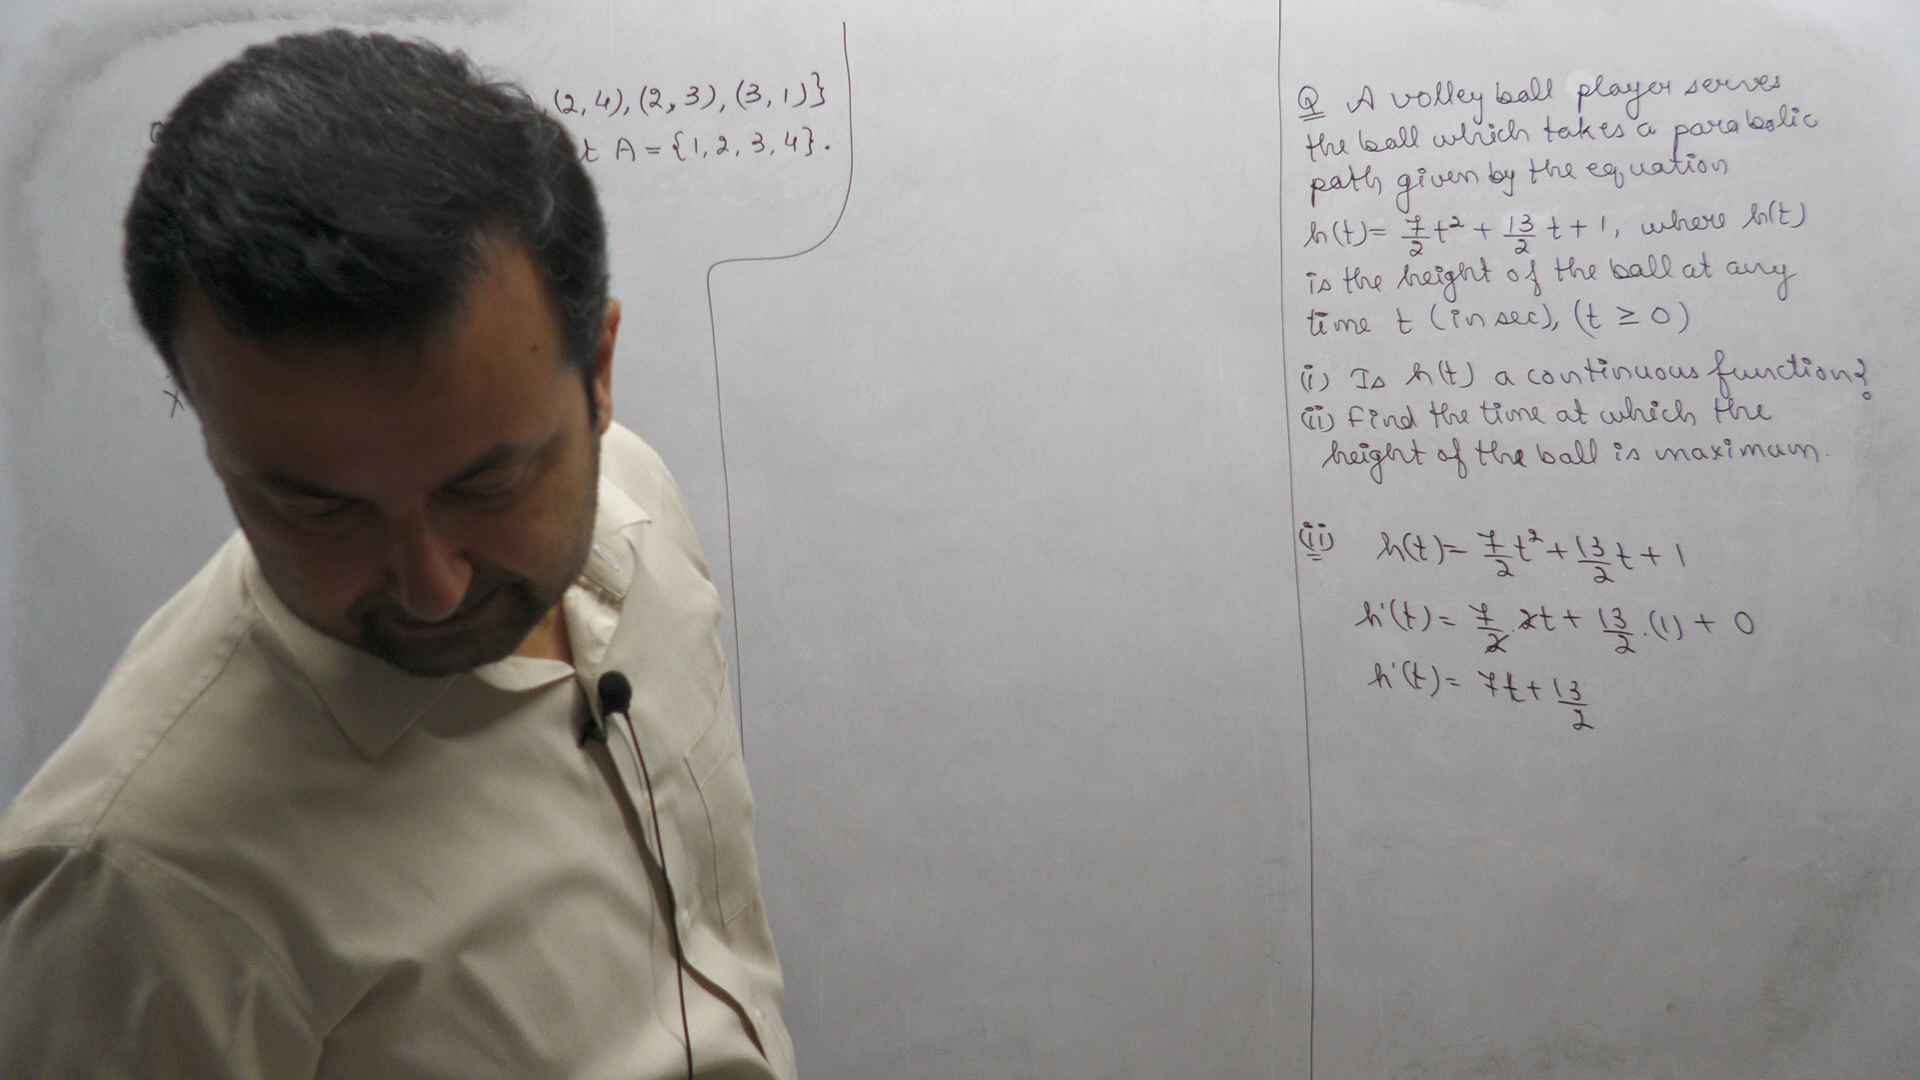 ,(2,4),(2,3),(3,1)}
t A={1,2,3,4}.
x
Q A volley ball player serves
the ball which takes a parabolic
path given by the equation
h(t)= 7/2 t² + 13/2 t+1, where h(t)
is the height of the ball at any
time t (in sec), (t ≥ 0)
(i) Is h(t) a continuous function?
(ii) Find the time at which the
height of the ball is maximum.
(ii) h(t)= 7/2 t² + 13/2 t + 1
h'(t)= 7/2 . 2t + 13/2 .(1) + 0
h'(t)= 7t + 13/2